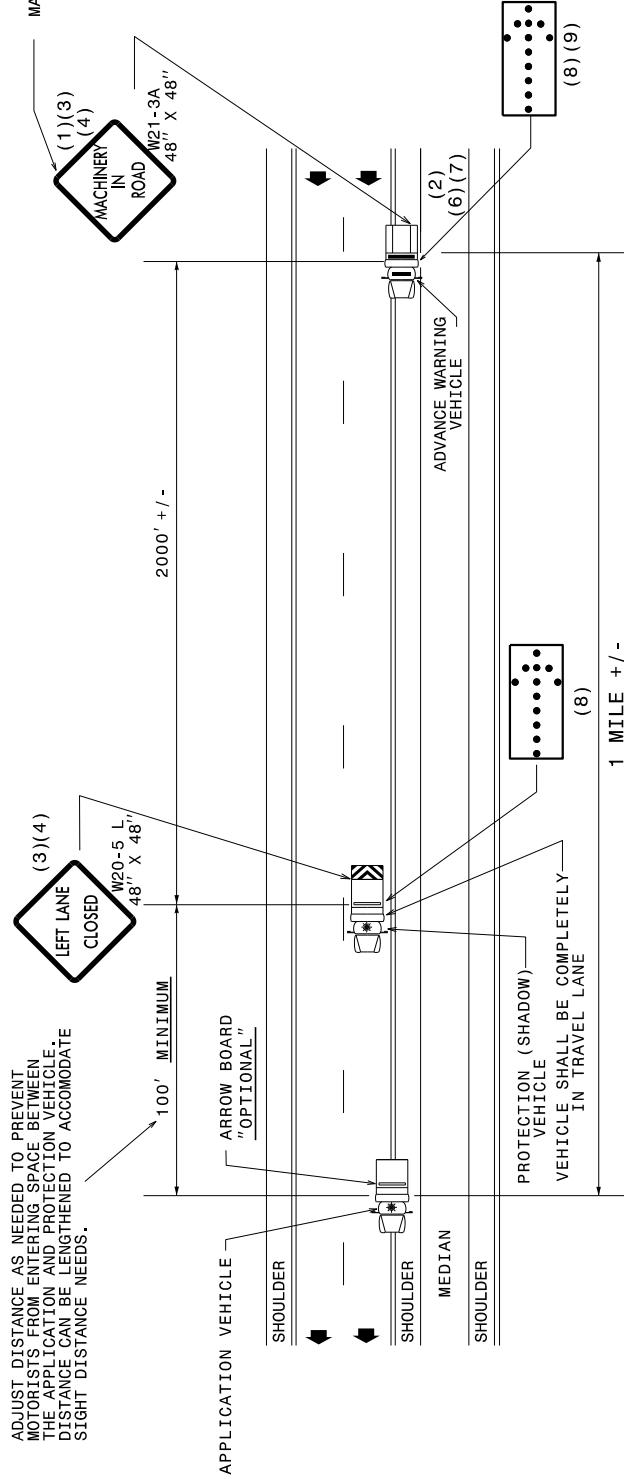 ADJUST DISTANCE AS NEEDED TO PREVENT
MOTORISTS FROM ENTERING SPACE BETWEEN
THE APPLICATION AND PROTECTION VEHICLE.
DISTANCE CAN BE LENGTHENED TO ACCOMODATE
SIGHT DISTANCE NEEDS.
100' MINIMUM
2000' +/-
LEFT LANE
CLOSED
(3)(4)
W20-5 L
48" X 48"
MACHINERY
IN
ROAD
(1)(3)
(4)
W21-3A
48" X 48"
MA
APPLICATION VEHICLE
ARROW BOARD
"OPTIONAL"
SHOULDER
SHOULDER
MEDIAN
SHOULDER
PROTECTION (SHADOW)
VEHICLE
VEHICLE SHALL BE COMPLETELY
IN TRAVEL LANE
(8)
ADVANCE WARNING
VEHICLE
(2)
(6)(7)
(8)(9)
1 MILE +/-